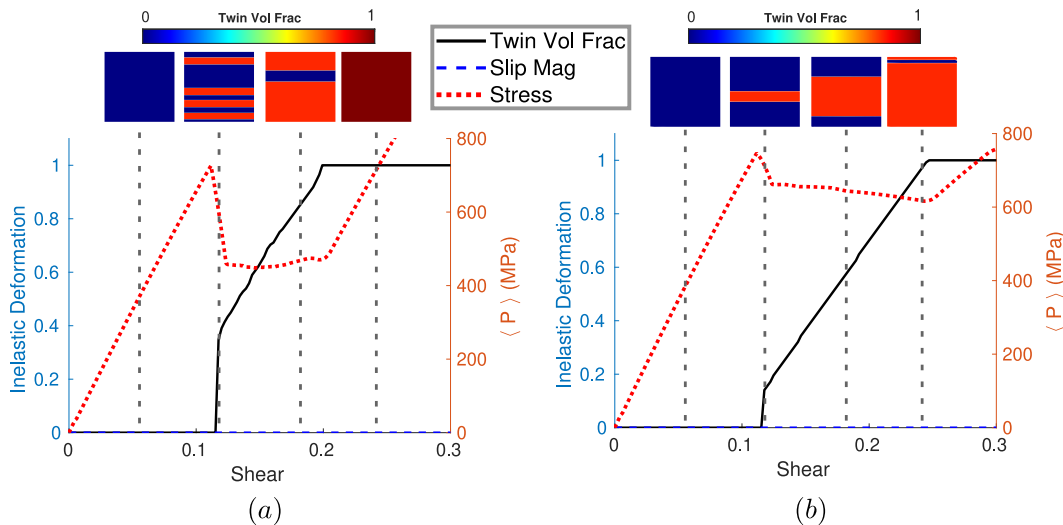 0 Twin Vol Frac 1
Twin Vol Frac
Slip Mag
Stress
0 Twin Vol Frac 1
Inelastic Deformation
1
0.8
0.6
0.4
0.2
0
800
600
400
200
0
⟨ P ⟩ (MPa)
0 0.1 0.2 0.3
Shear
(a)
Inelastic Deformation
1
0.8
0.6
0.4
0.2
0
800
600
400
200
0
⟨ P ⟩ (MPa)
0 0.1 0.2 0.3
Shear
(b)